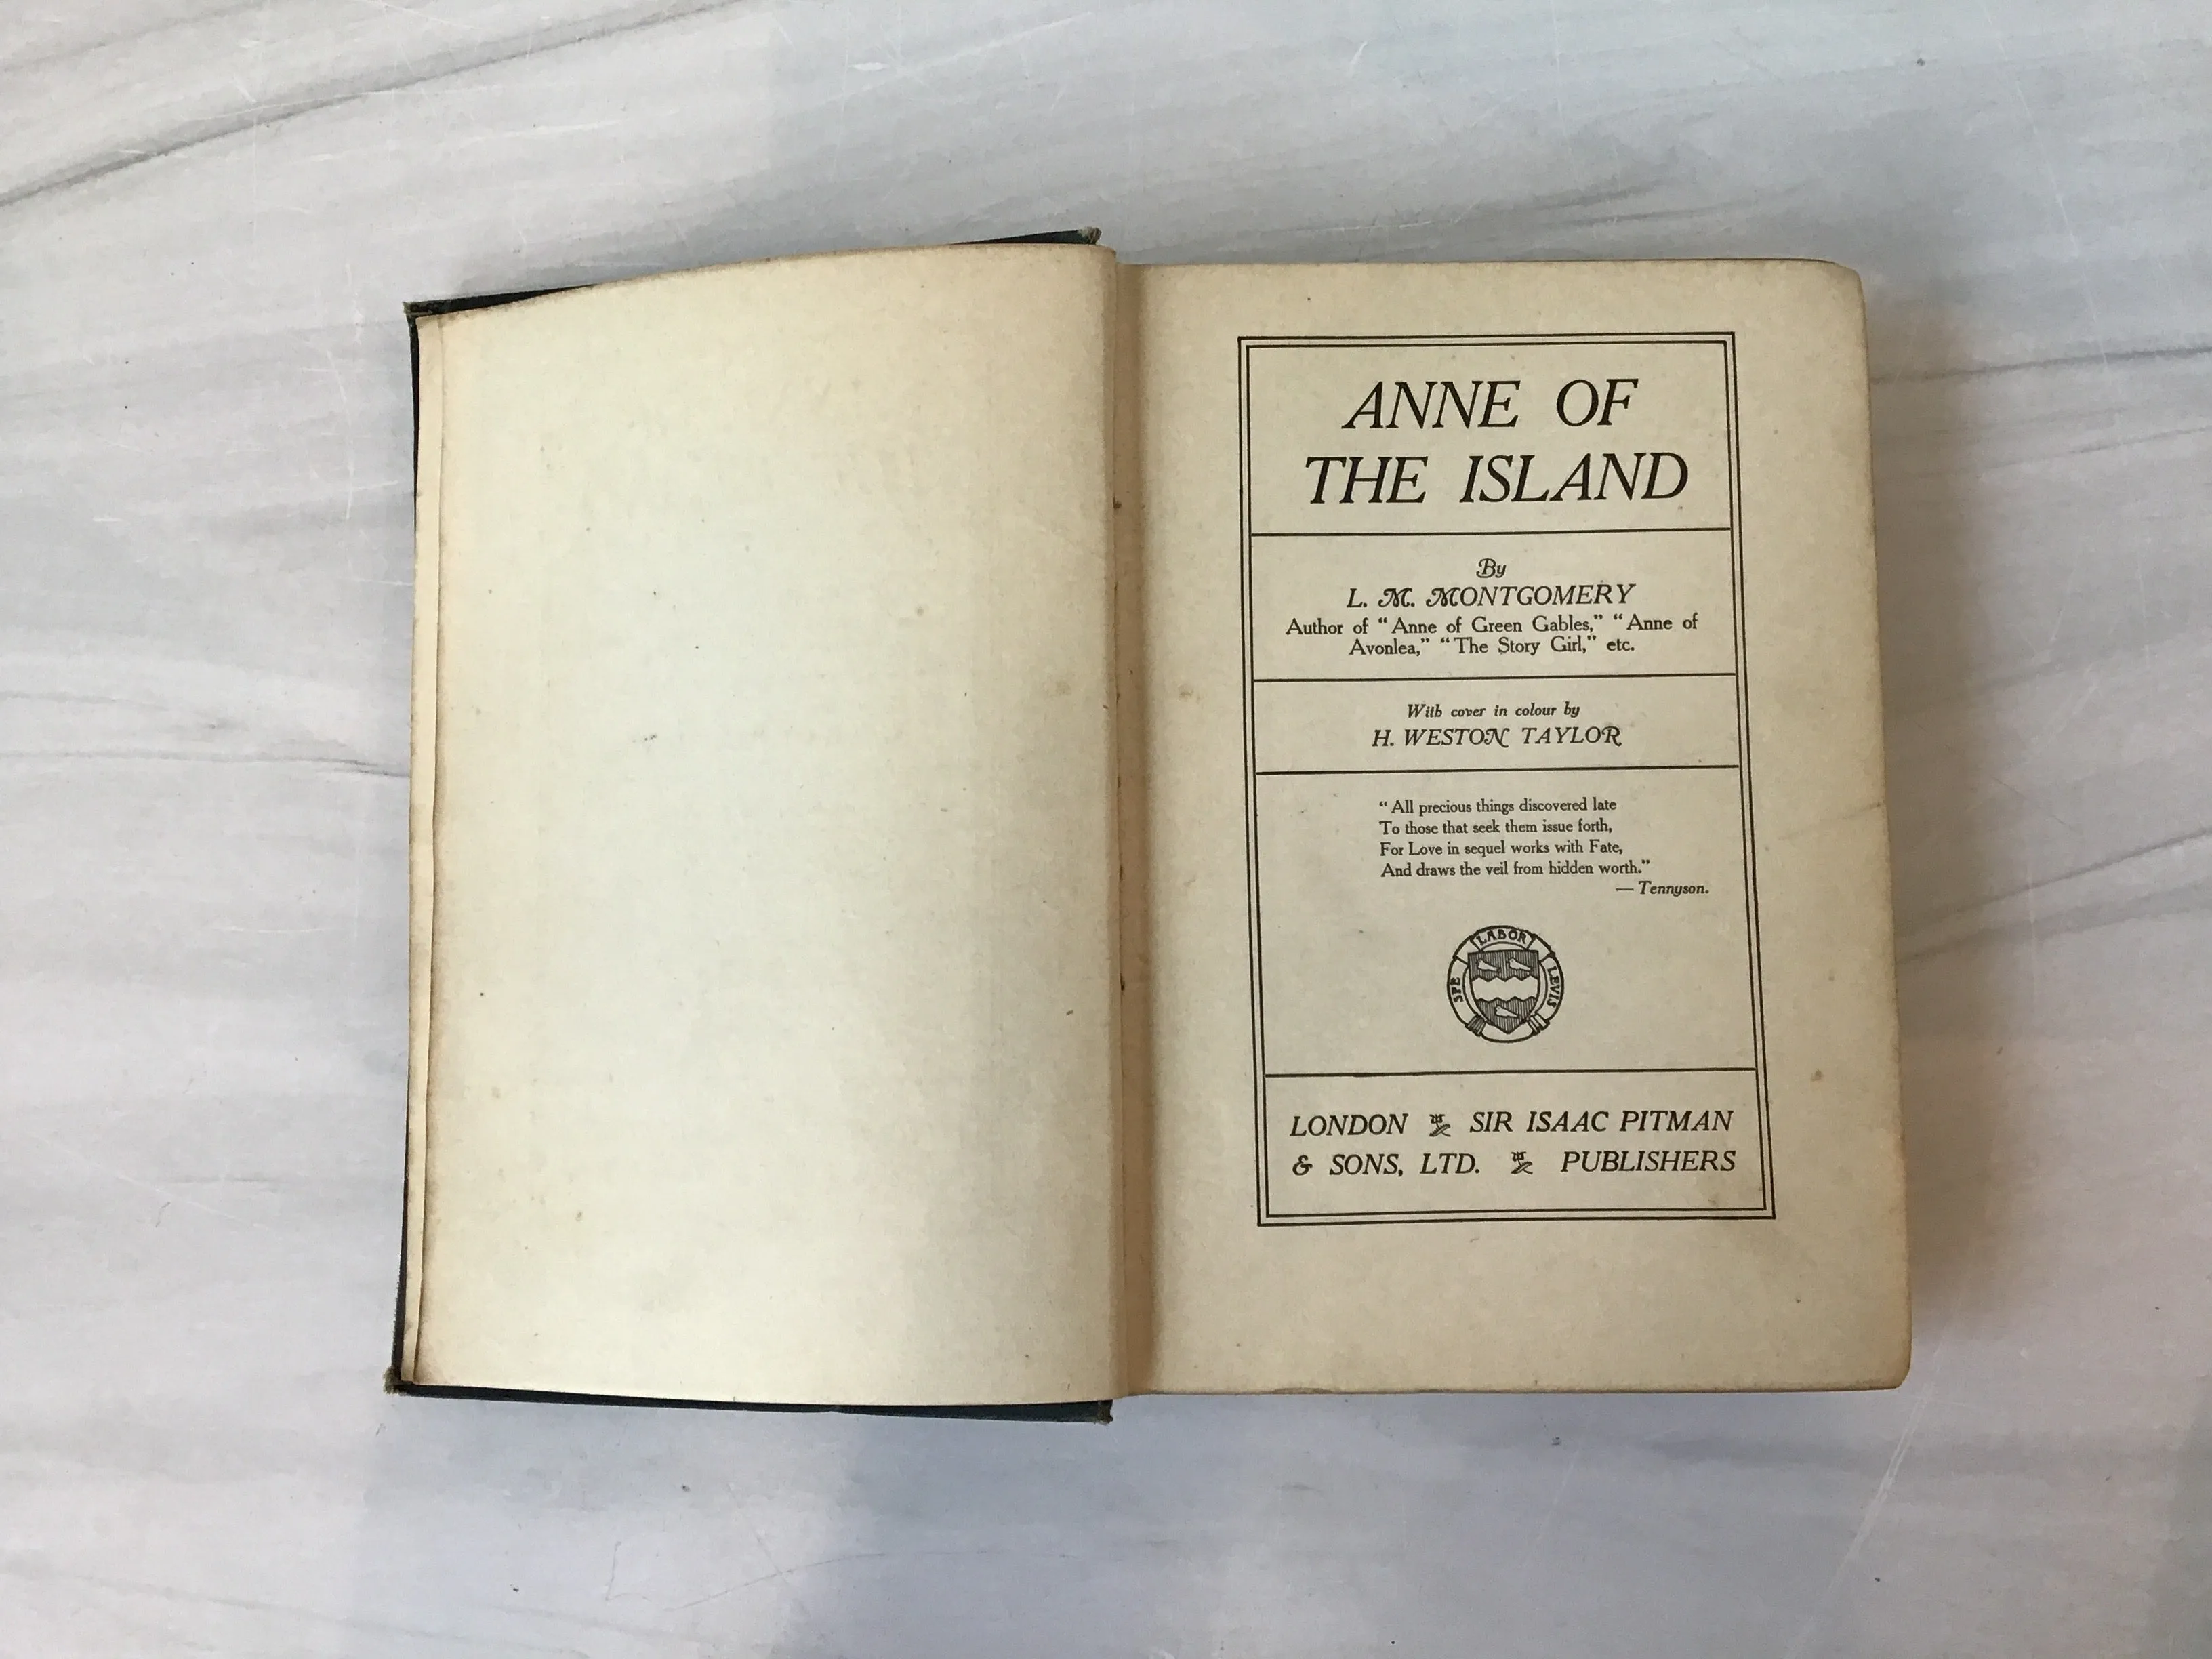 ANNE OF
THE ISLAND
By
L. M. MONTGOMERY
Author of "Anne of Green Gables," "Anne of
Avonlea," "The Story Girl," etc.
With cover in colour by
H. WESTON TAYLOR
"All precious things discovered late
To those that seek them issue forth,
For Love in sequel works with Fate,
And draws the veil from hidden worth."
— Tennyson.
SPE LABOR LEVIS
LONDON SIR ISAAC PITMAN
& SONS, LTD. PUBLISHERS